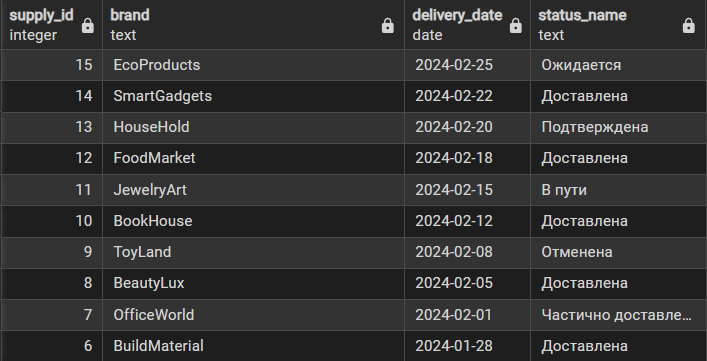 supply_id brand delivery_date status_name
integer text date text
15 EcoProducts 2024-02-25 Ожидается
14 SmartGadgets 2024-02-22 Доставлена
13 HouseHold 2024-02-20 Подтверждена
12 FoodMarket 2024-02-18 Доставлена
11 JewelryArt 2024-02-15 В пути
10 BookHouse 2024-02-12 Доставлена
9 ToyLand 2024-02-08 Отменена
8 BeautyLux 2024-02-05 Доставлена
7 OfficeWorld 2024-02-01 Частично доставле...
6 BuildMaterial 2024-01-28 Доставлена